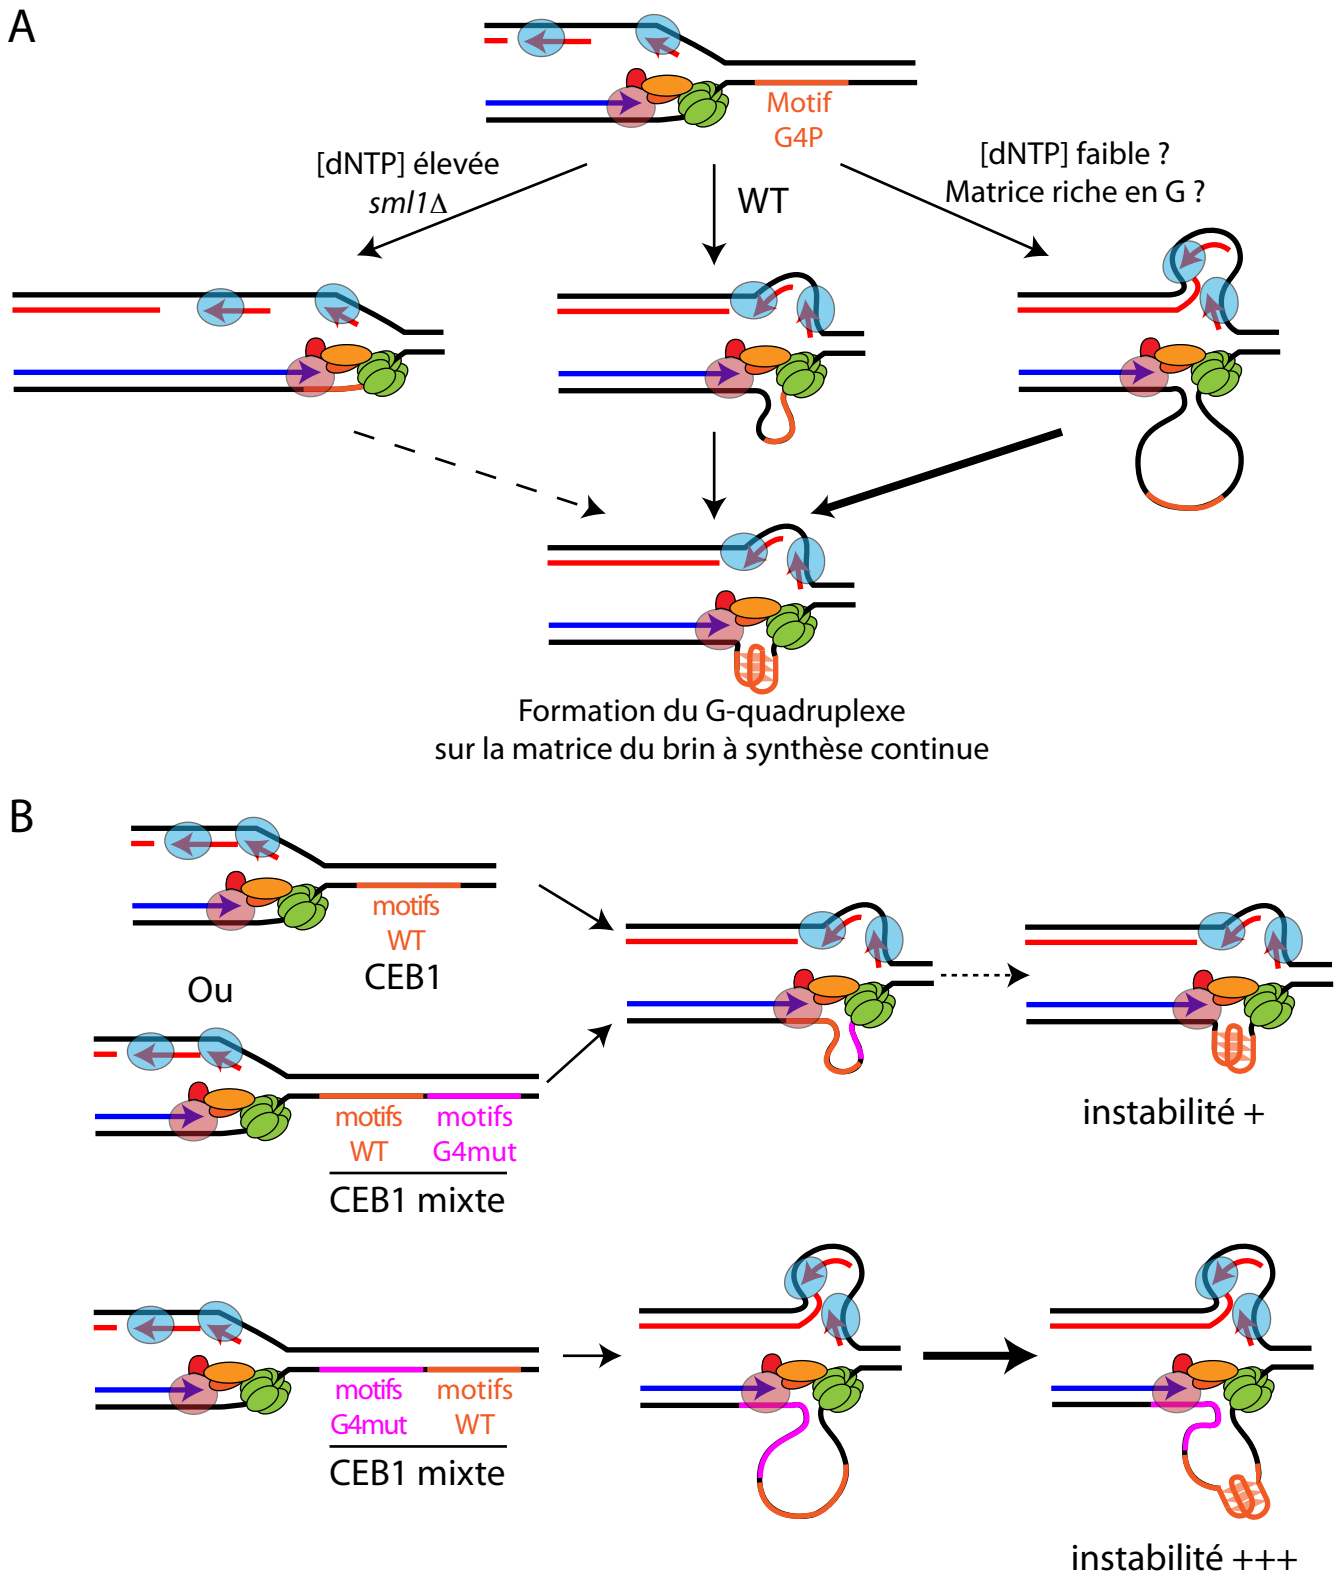 A
Motif
G4P
[dNTP] élevée
sml1Δ
WT
[dNTP] faible ?
Matrice riche en G ?
Formation du G-quadruplexe
sur la matrice du brin à synthèse continue
B
motifs
WT
CEB1
Ou
motifs
WT
motifs
G4mut
CEB1 mixte
instabilité +
motifs
G4mut
motifs
WT
CEB1 mixte
instabilité +++